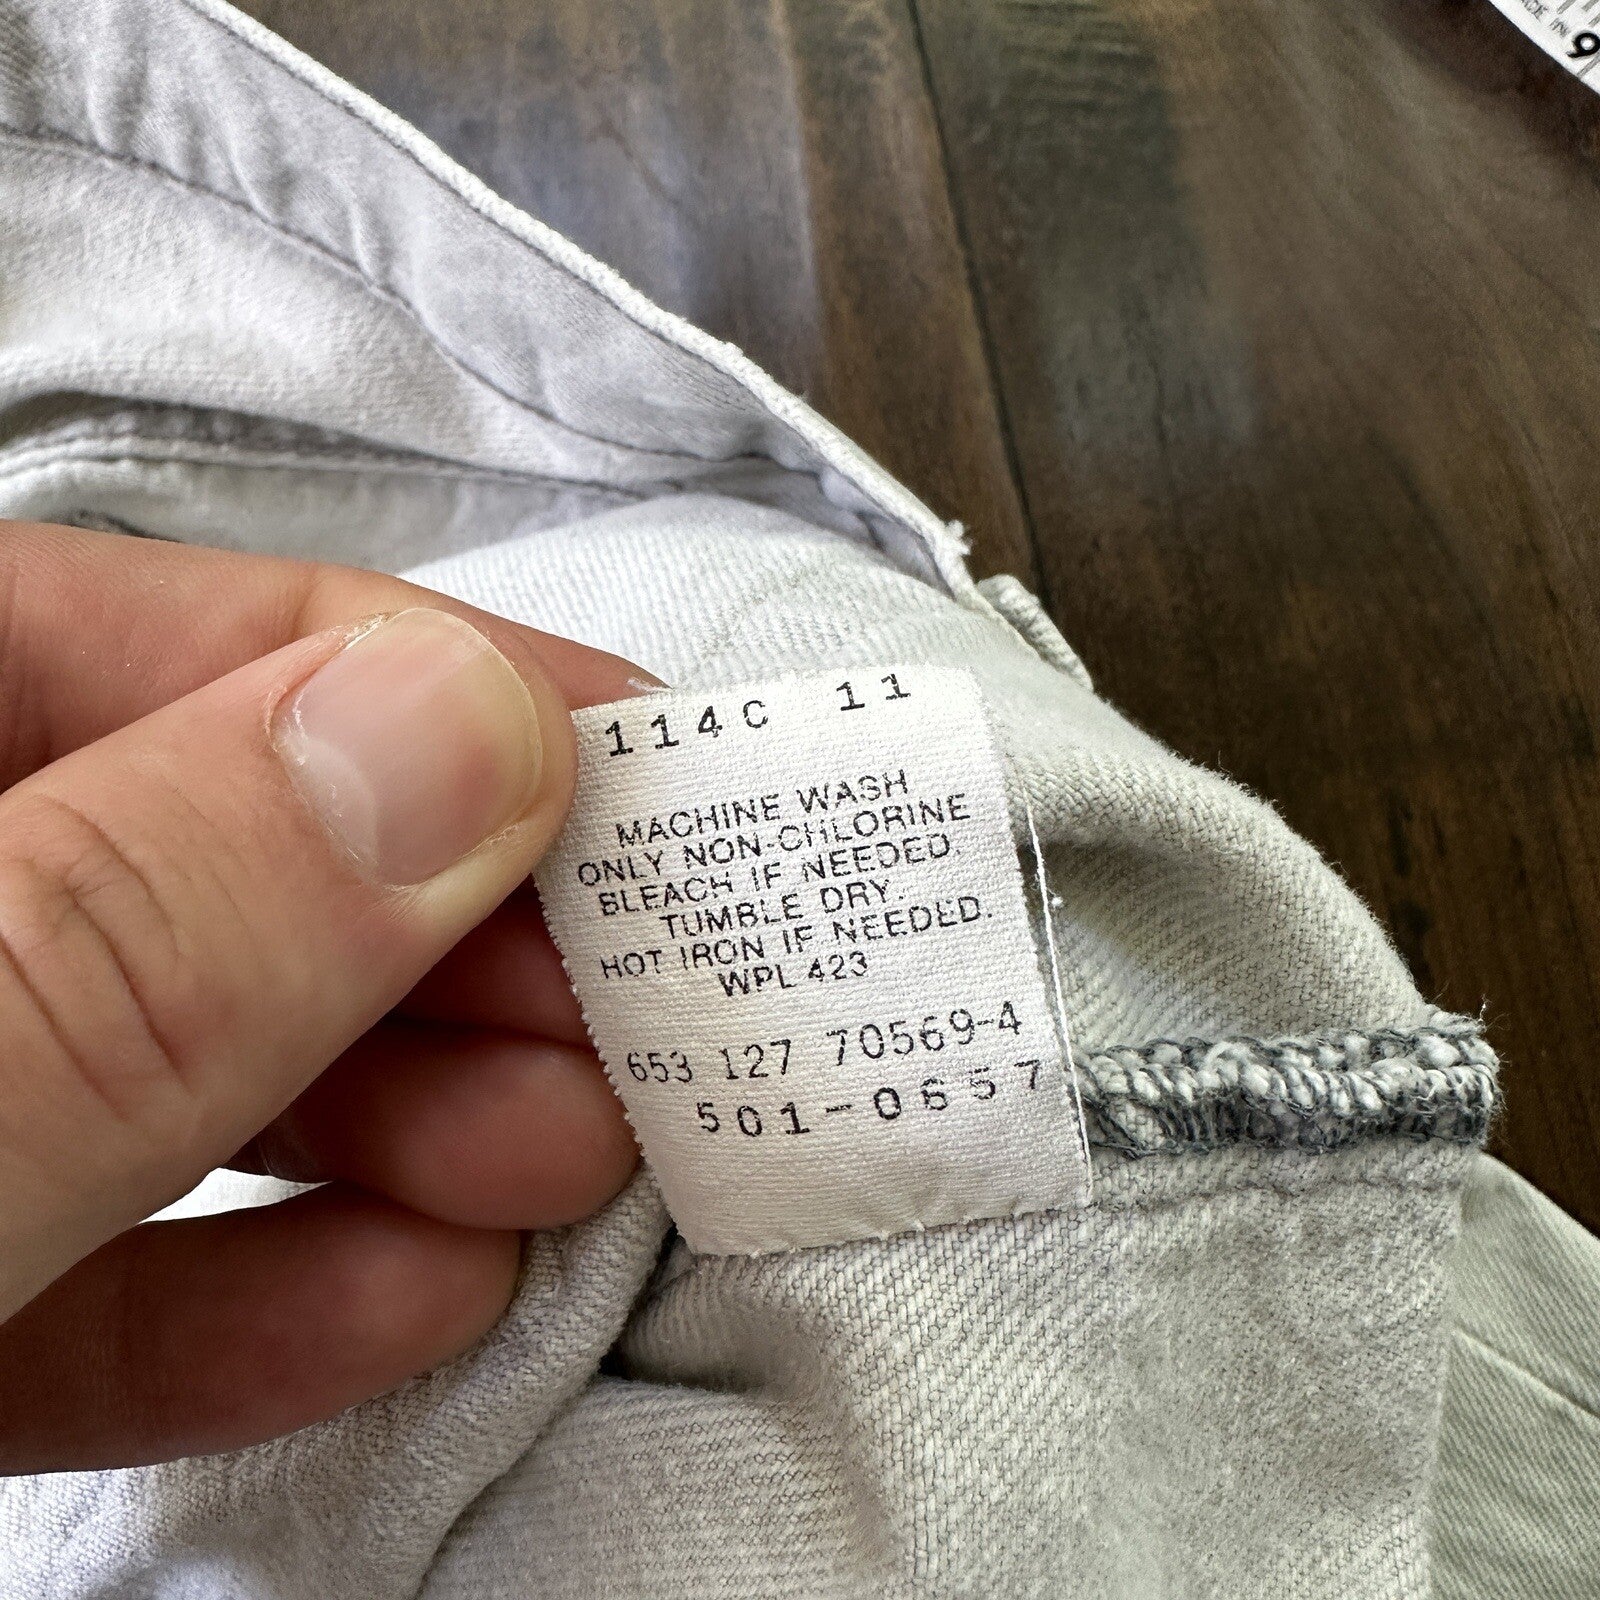 114C 11
MACHINE WASH
ONLY NON-CHLORINE
BLEACH IF NEEDED.
TUMBLE DRY.
HOT IRON IF NEEDED.
WPL 423
653 127 70569-4
501-0657